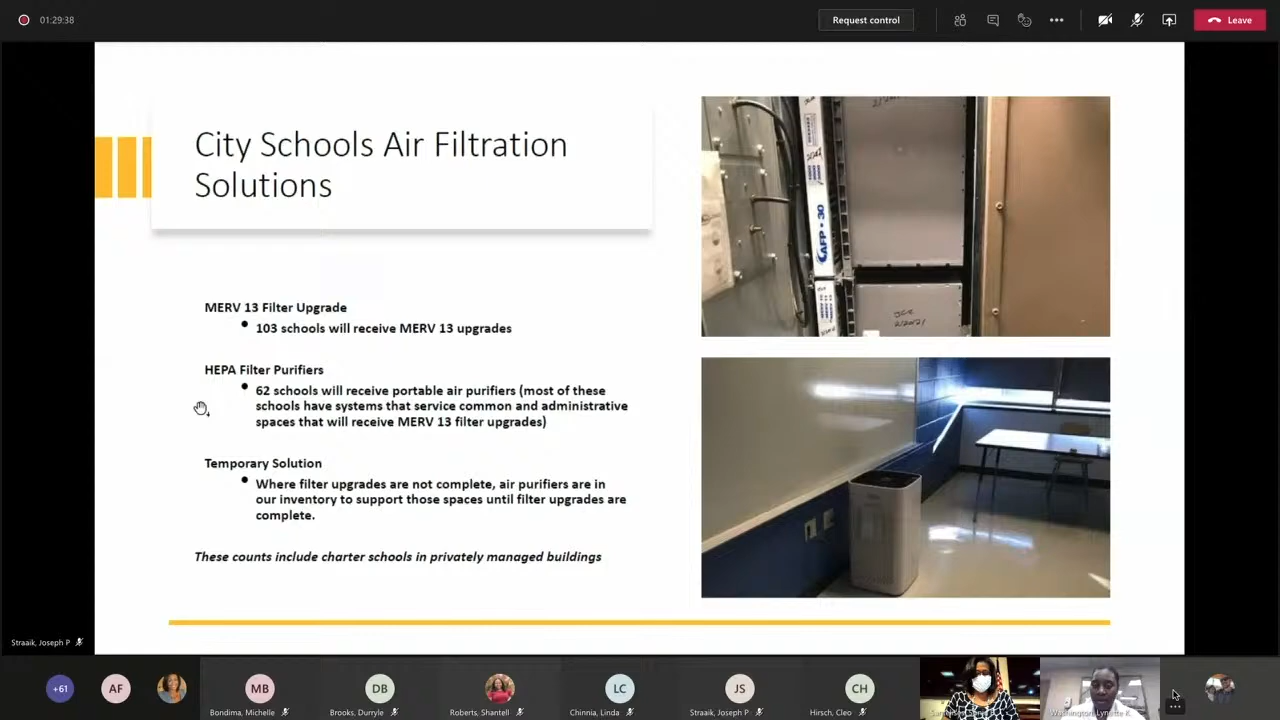 01:29:38
Request control
Leave
City Schools Air Filtration
Solutions
MERV 13 Filter Upgrade
103 schools will receive MERV 13 upgrades
HEPA Filter Purifiers
62 schools will receive portable air purifiers (most of these
schools have systems that service common and administrative
spaces that will receive MERV 13 filter upgrades)
Temporary Solution
Where filter upgrades are not complete, air purifiers are in
our inventory to support those spaces until filter upgrades are
complete.
These counts include charter schools in privately managed buildings
AFP-30
Straaik, Joseph P
+61
AF
MB
DB
LC
JS
CH
Bondima, Michelle
Brooks, Durryle
Roberts, Shantell
Chinnia, Linda
Straaik, Joseph P
Hirsch, Cleo
Washington, Lynette K.